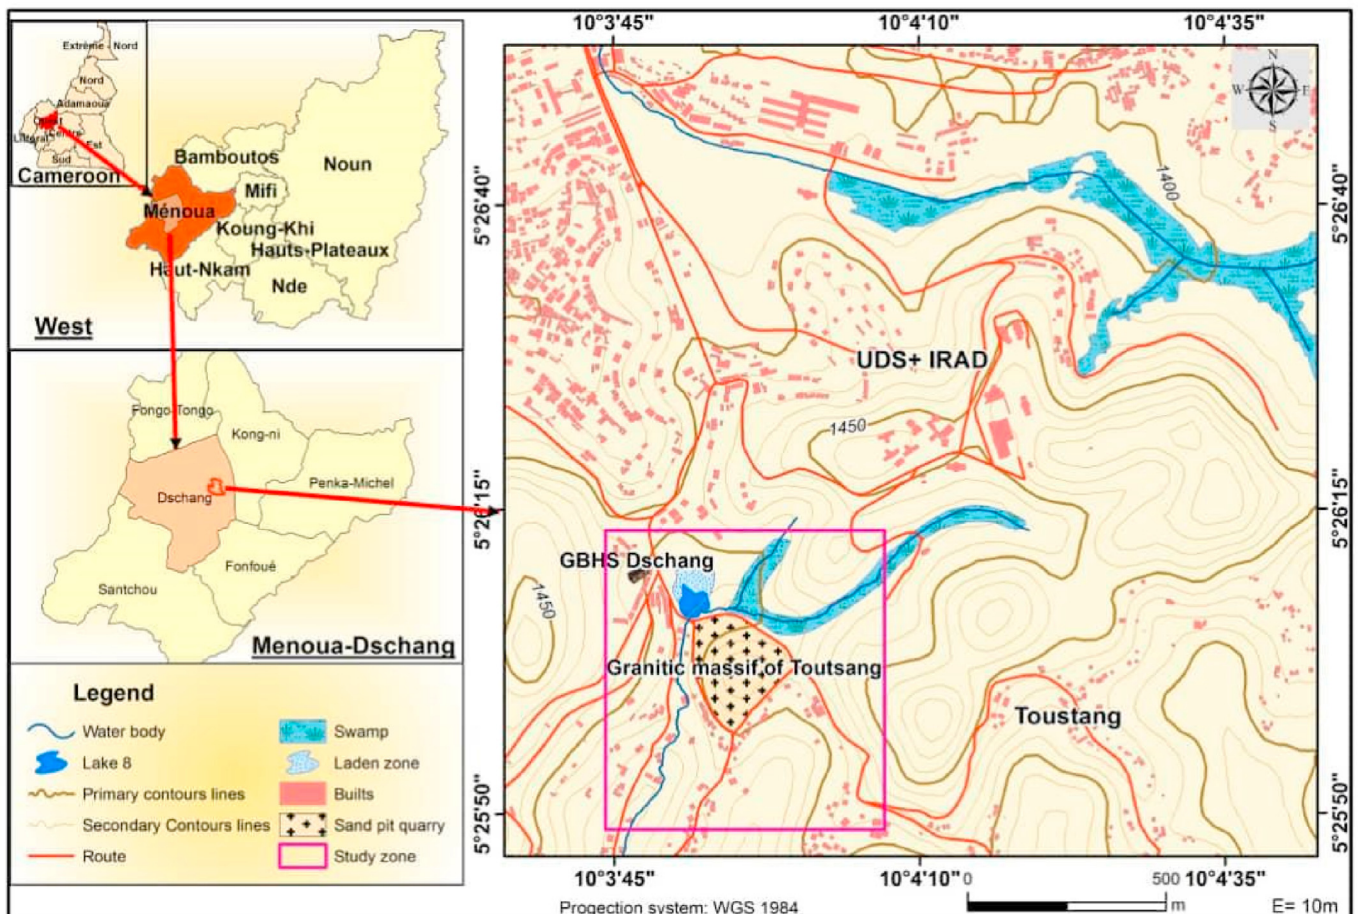 Extrême - Nord
Nord
Adamaoua
Ouest
Centre
Littoral
Est
Sud
Cameroon
Bamboutos
Noun
Mifi
Ménoua
Koung-Khi
Hauts-Plateaux
Haut-Nkam
Nde
West
Fongo-Tongo
Kong-ni
Penka-Michel
Dschang
Fonfoué
Santchou
Menoua-Dschang
Legend
Water body
Lake 8
Primary contours lines
Secondary Contours lines
Route
Swamp
Laden zone
Builts
Sand pit quarry
Study zone
10°3'45" 10°4'10" 10°4'35"
N
W E
S
5°26'40" 5°26'40"
1400
UDS+ IRAD
1450
5°26'15" 5°26'15"
GBHS Dschang
1450
Granitic massif of Toutsang
Toustang
5°25'50" 5°25'50"
10°3'45" 10°4'10" 10°4'35"
0 500
m
Progection system: WGS 1984
E= 10m